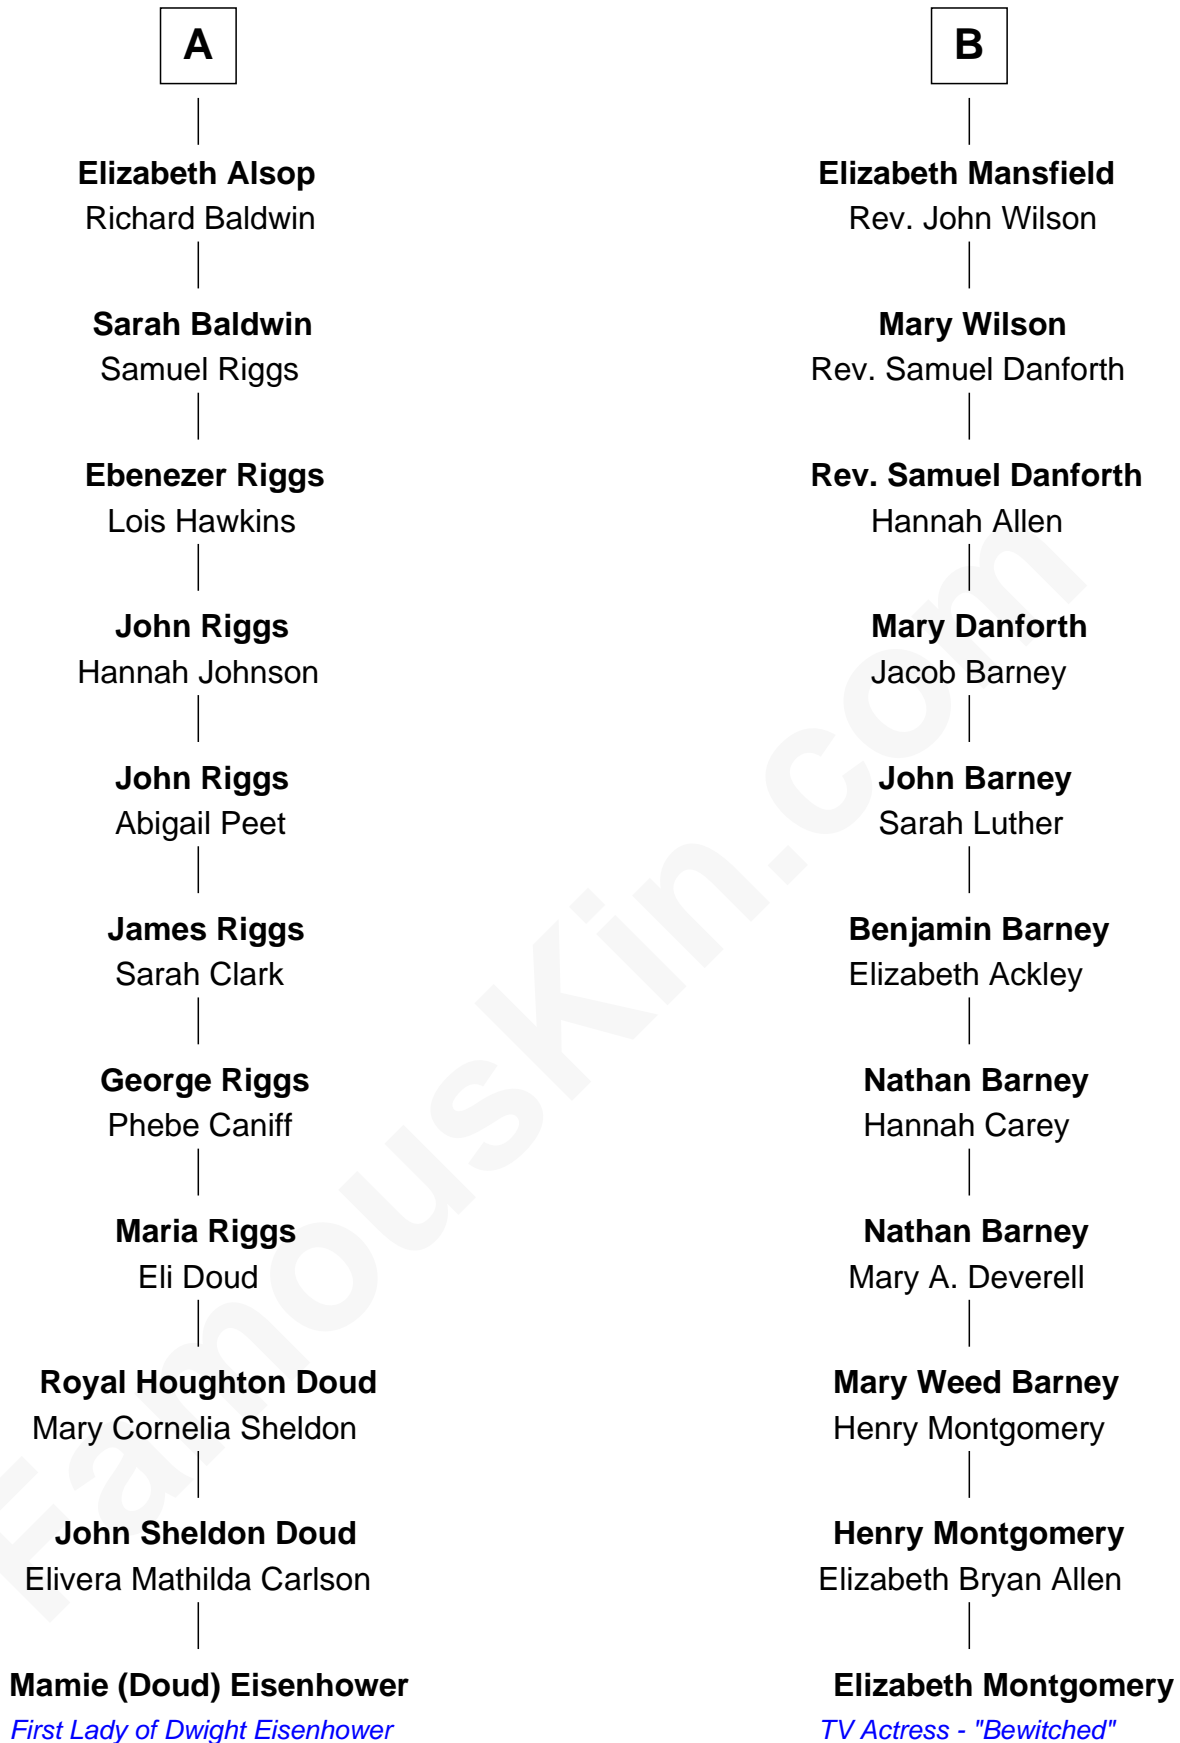 A
Elizabeth Alsop
Richard Baldwin
Sarah Baldwin
Samuel Riggs
Ebenezer Riggs
Lois Hawkins
John Riggs
Hannah Johnson
John Riggs
Abigail Peet
James Riggs
Sarah Clark
George Riggs
Phebe Caniff
Maria Riggs
Eli Doud
Royal Houghton Doud
Mary Cornelia Sheldon
John Sheldon Doud
Elivera Mathilda Carlson
Mamie (Doud) Eisenhower
First Lady of Dwight Eisenhower
B
Elizabeth Mansfield
Rev. John Wilson
Mary Wilson
Rev. Samuel Danforth
Rev. Samuel Danforth
Hannah Allen
Mary Danforth
Jacob Barney
John Barney
Sarah Luther
Benjamin Barney
Elizabeth Ackley
Nathan Barney
Hannah Carey
Nathan Barney
Mary A. Deverell
Mary Weed Barney
Henry Montgomery
Henry Montgomery
Elizabeth Bryan Allen
Elizabeth Montgomery
TV Actress - "Bewitched"
FamousKin.com